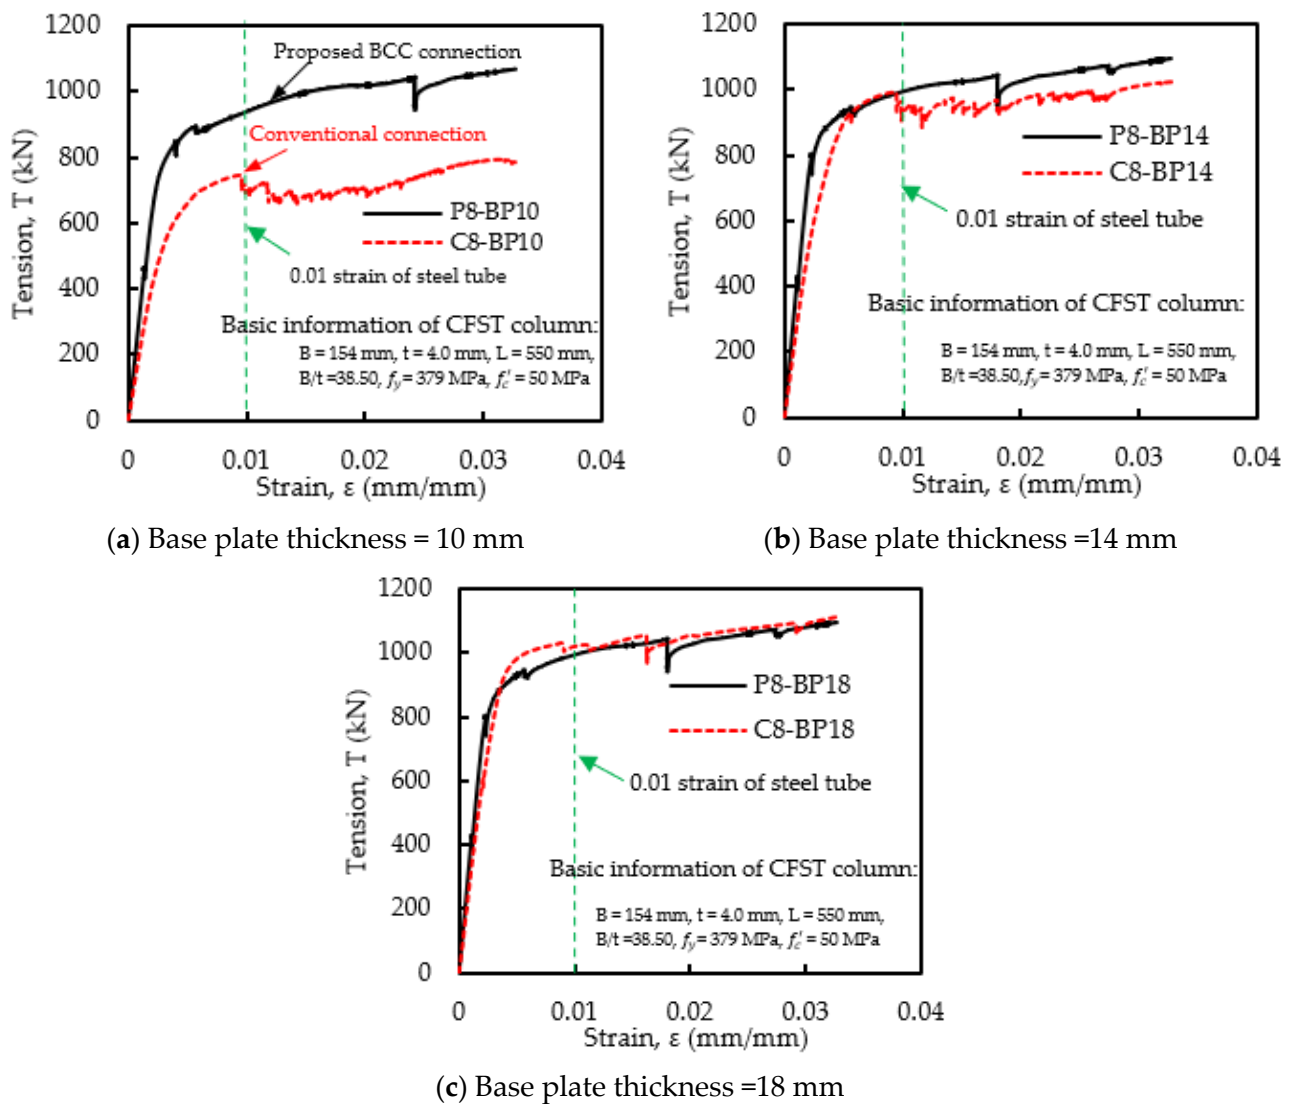 1200
1000
800
600
400
200
0
Tension, T (kN)
Proposed BCC connection
Conventional connection
P8-BP10
C8-BP10
0.01 strain of steel tube
Basic information of CFST column:
B = 154 mm, t = 4.0 mm, L = 550 mm,
B/t =38.50, fy = 379 MPa, f'c = 50 MPa
0 0.01 0.02 0.03 0.04
Strain, ε (mm/mm)
(a) Base plate thickness = 10 mm
1200
1000
800
600
400
200
0
Tension, T (kN)
P8-BP14
C8-BP14
0.01 strain of steel tube
Basic information of CFST column:
B = 154 mm, t = 4.0 mm, L = 550 mm,
B/t =38.50, fy = 379 MPa, f'c = 50 MPa
0 0.01 0.02 0.03 0.04
Strain, ε (mm/mm)
(b) Base plate thickness =14 mm
1200
1000
800
600
400
200
0
Tension, T (kN)
P8-BP18
C8-BP18
0.01 strain of steel tube
Basic information of CFST column:
B = 154 mm, t = 4.0 mm, L = 550 mm,
B/t =38.50, fy = 379 MPa, f'c = 50 MPa
0 0.01 0.02 0.03 0.04
Strain, ε (mm/mm)
(c) Base plate thickness =18 mm